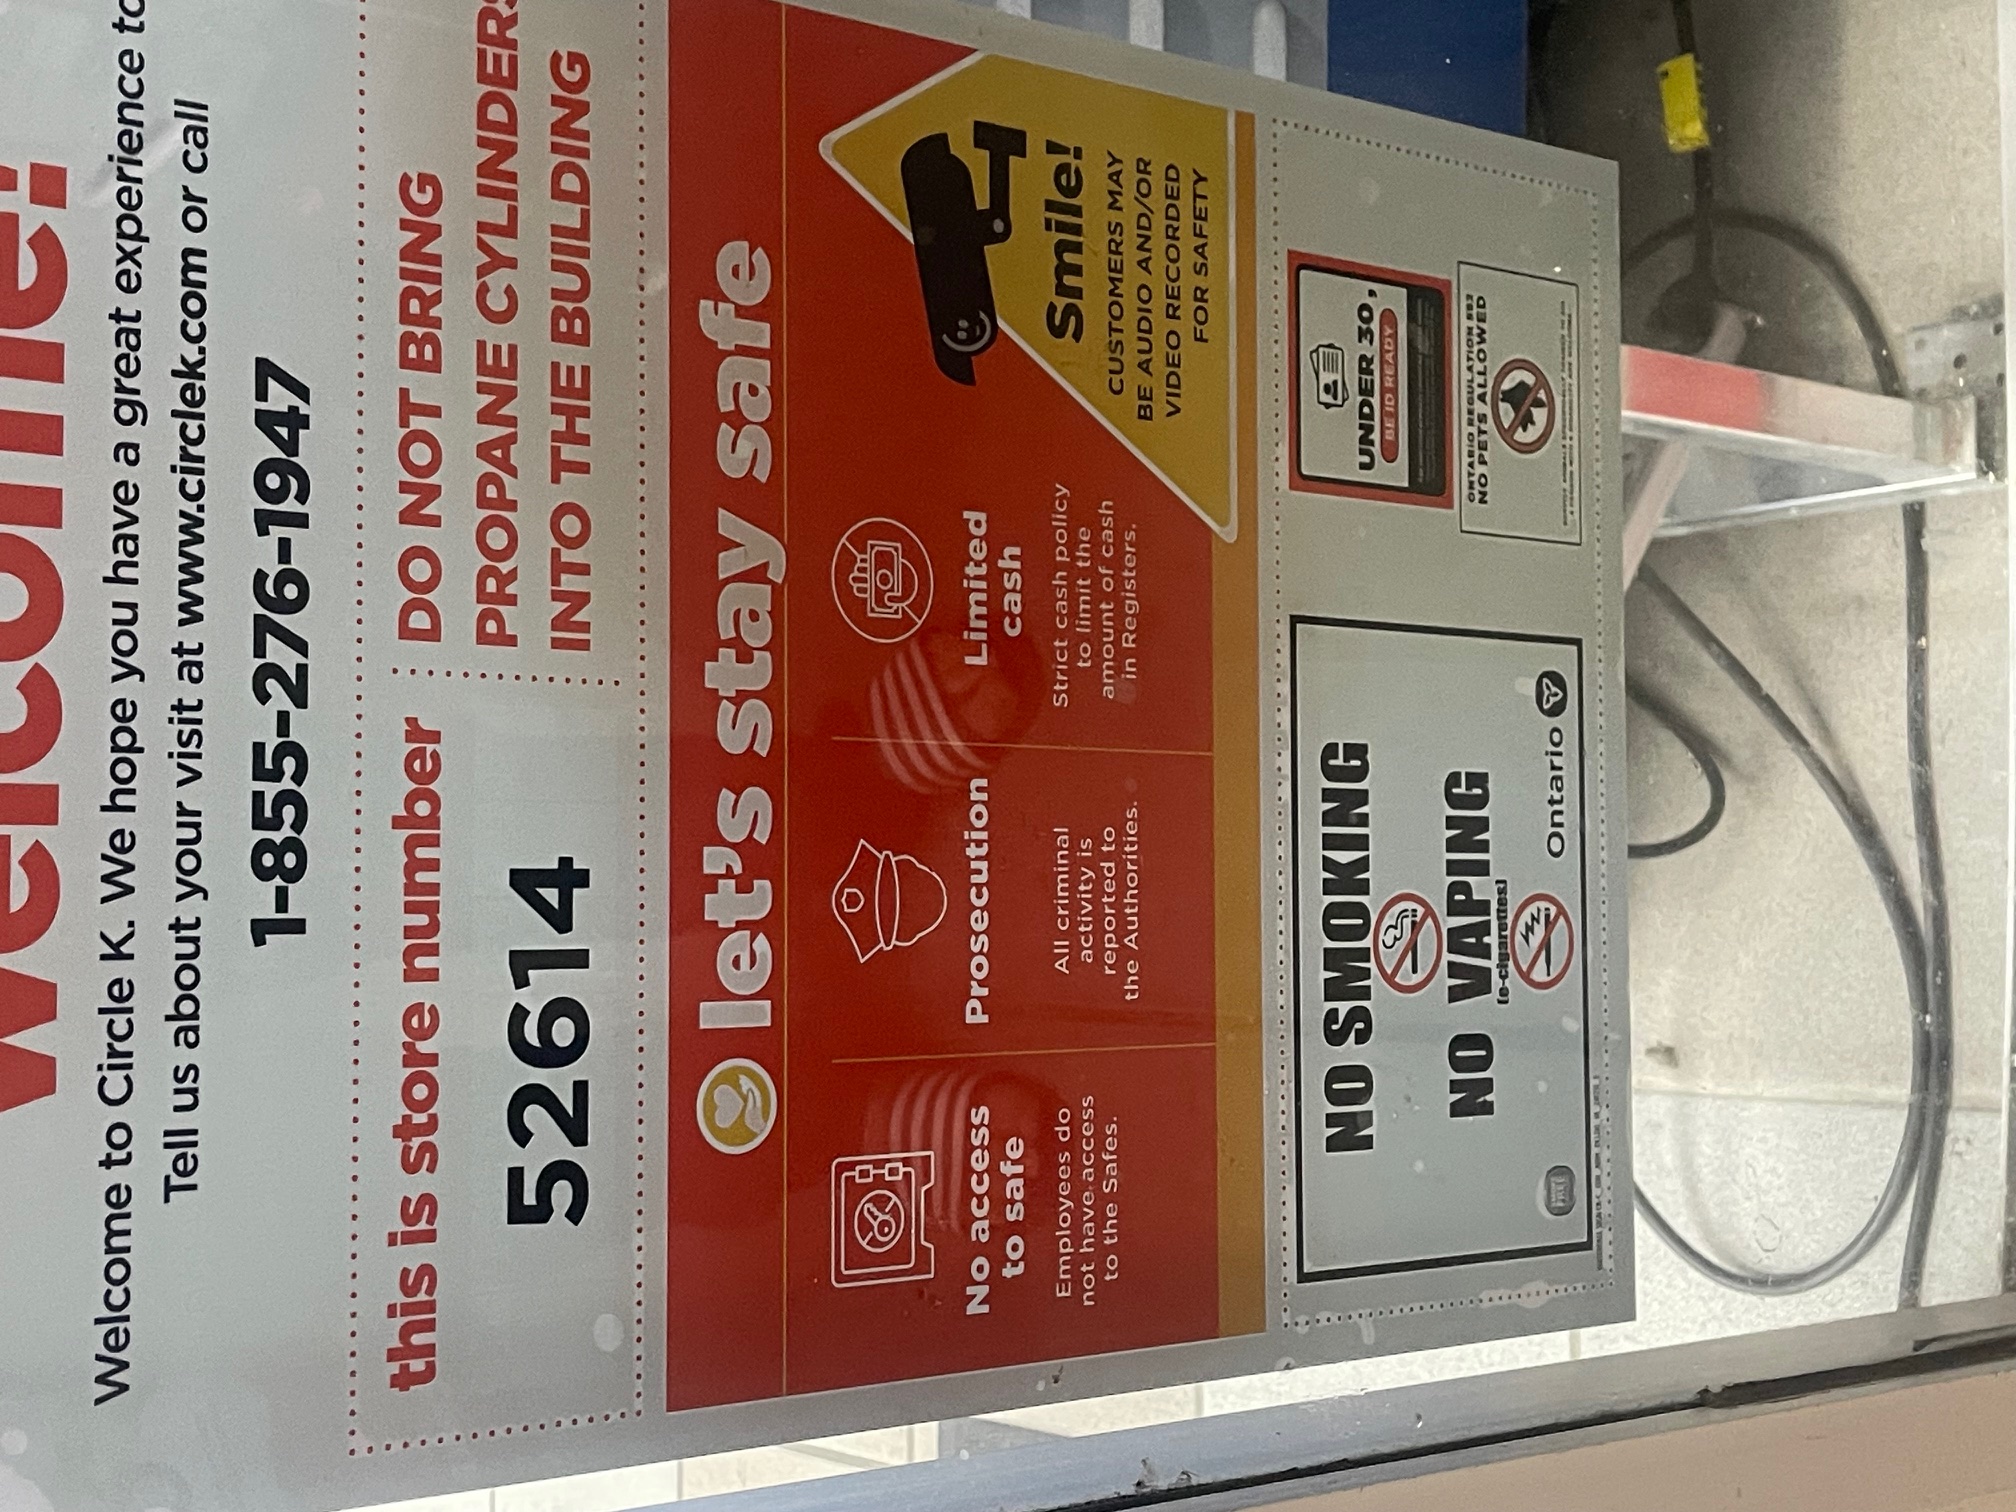 Welcome!
Welcome to Circle K. We hope you have a great experience to
Tell us about your visit at www.circlek.com or call
1-855-276-1947
this is store number
52614
DO NOT BRING
PROPANE CYLINDERS
INTO THE BUILDING
let's stay safe
No access
to safe
Employees do
not have access
to the Safes.
Prosecution
All criminal
activity is
reported to
the Authorities.
Limited
cash
Strict cash policy
to limit the
amount of cash
in Registers.
Smile!
CUSTOMERS MAY
BE AUDIO AND/OR
VIDEO RECORDED
FOR SAFETY
NO SMOKING
NO VAPING
(e-cigarettes)
Ontario
UNDER 30,
BE ID READY
ONTARIO REGULATION 562
NO PETS ALLOWED